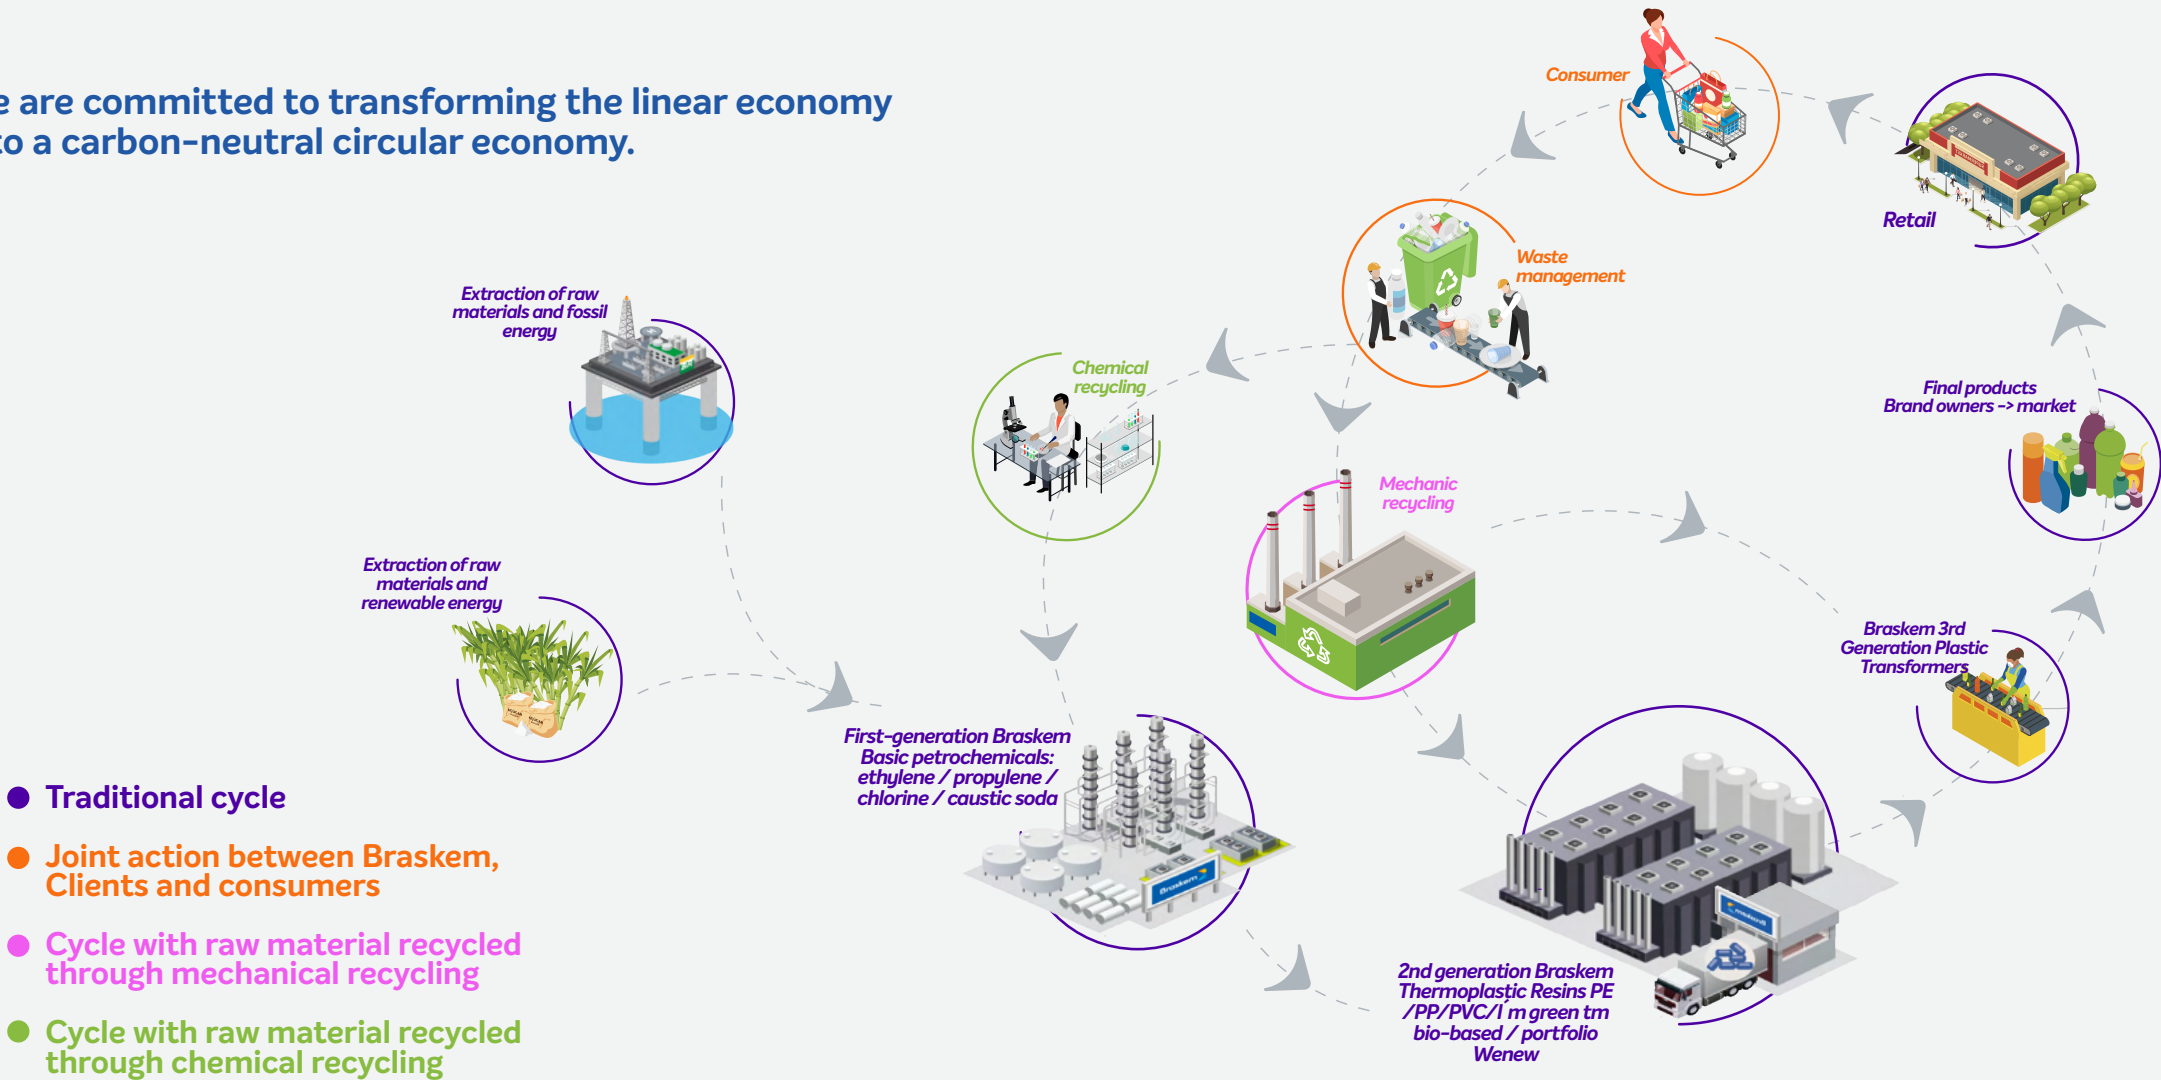 e are committed to transforming the linear economy
to a carbon-neutral circular economy.
Consumer
Retail
Waste
management
Extraction of raw
materials and fossil
energy
Chemical
recycling
Final products
Brand owners -> market
Mechanic
recycling
Extraction of raw
materials and
renewable energy
Braskem 3rd
Generation Plastic
Transformers
First-generation Braskem
Basic petrochemicals:
ethylene / propylene /
chlorine / caustic soda
Braskem
2nd generation Braskem
Thermoplastic Resins PE
/PP/PVC/I´m green tm
bio-based / portfolio
Wenew
Traditional cycle
Joint action between Braskem,
Clients and consumers
Cycle with raw material recycled
through mechanical recycling
Cycle with raw material recycled
through chemical recycling